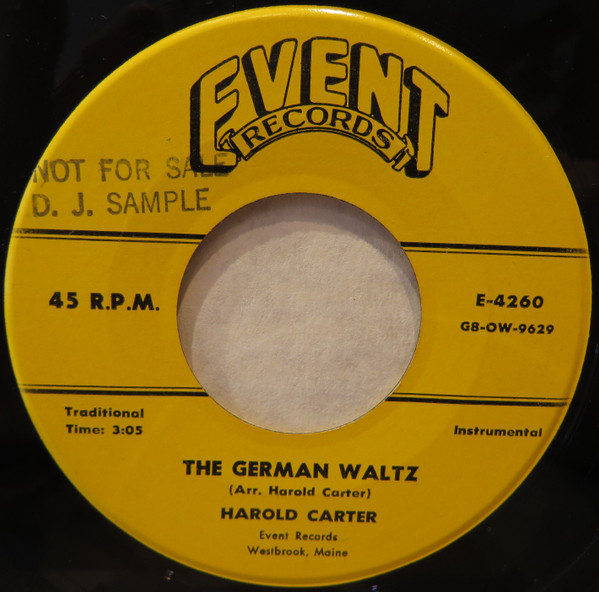 EVENT
RECORDS
NOT FOR SALE
D. J. SAMPLE
45 R.P.M.
E-4260
G8-OW-9629
Traditional
Time: 3:05
Instrumental
THE GERMAN WALTZ
(Arr. Harold Carter)
HAROLD CARTER
Event Records
Westbrook, Maine